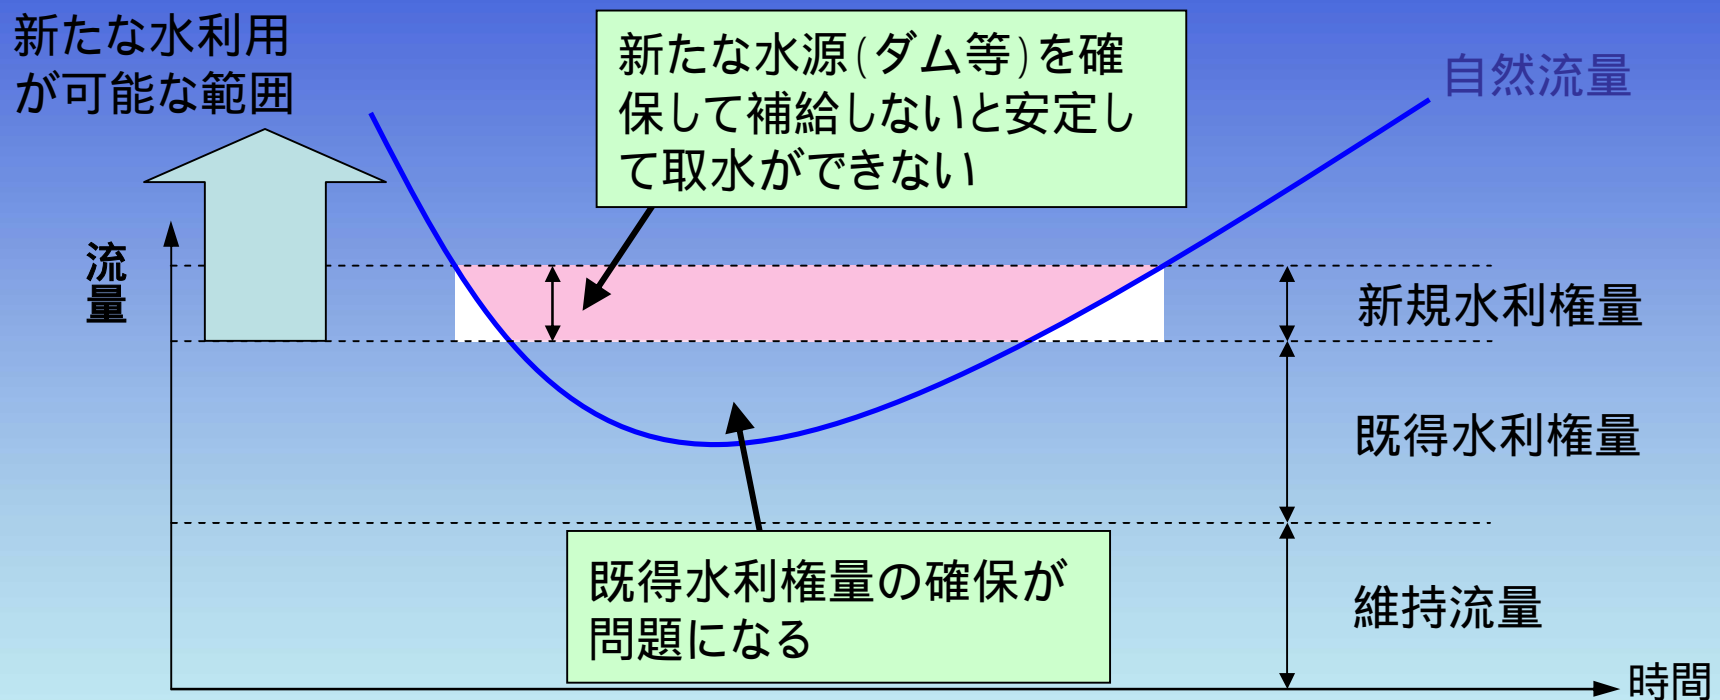 新たな水利用
が可能な範囲
新たな水源(ダム等)を確
保して補給しないと安定し
て取水ができない
自然流量
流量
新規水利権量
既得水利権量
既得水利権量の確保が
問題になる
維持流量
時間